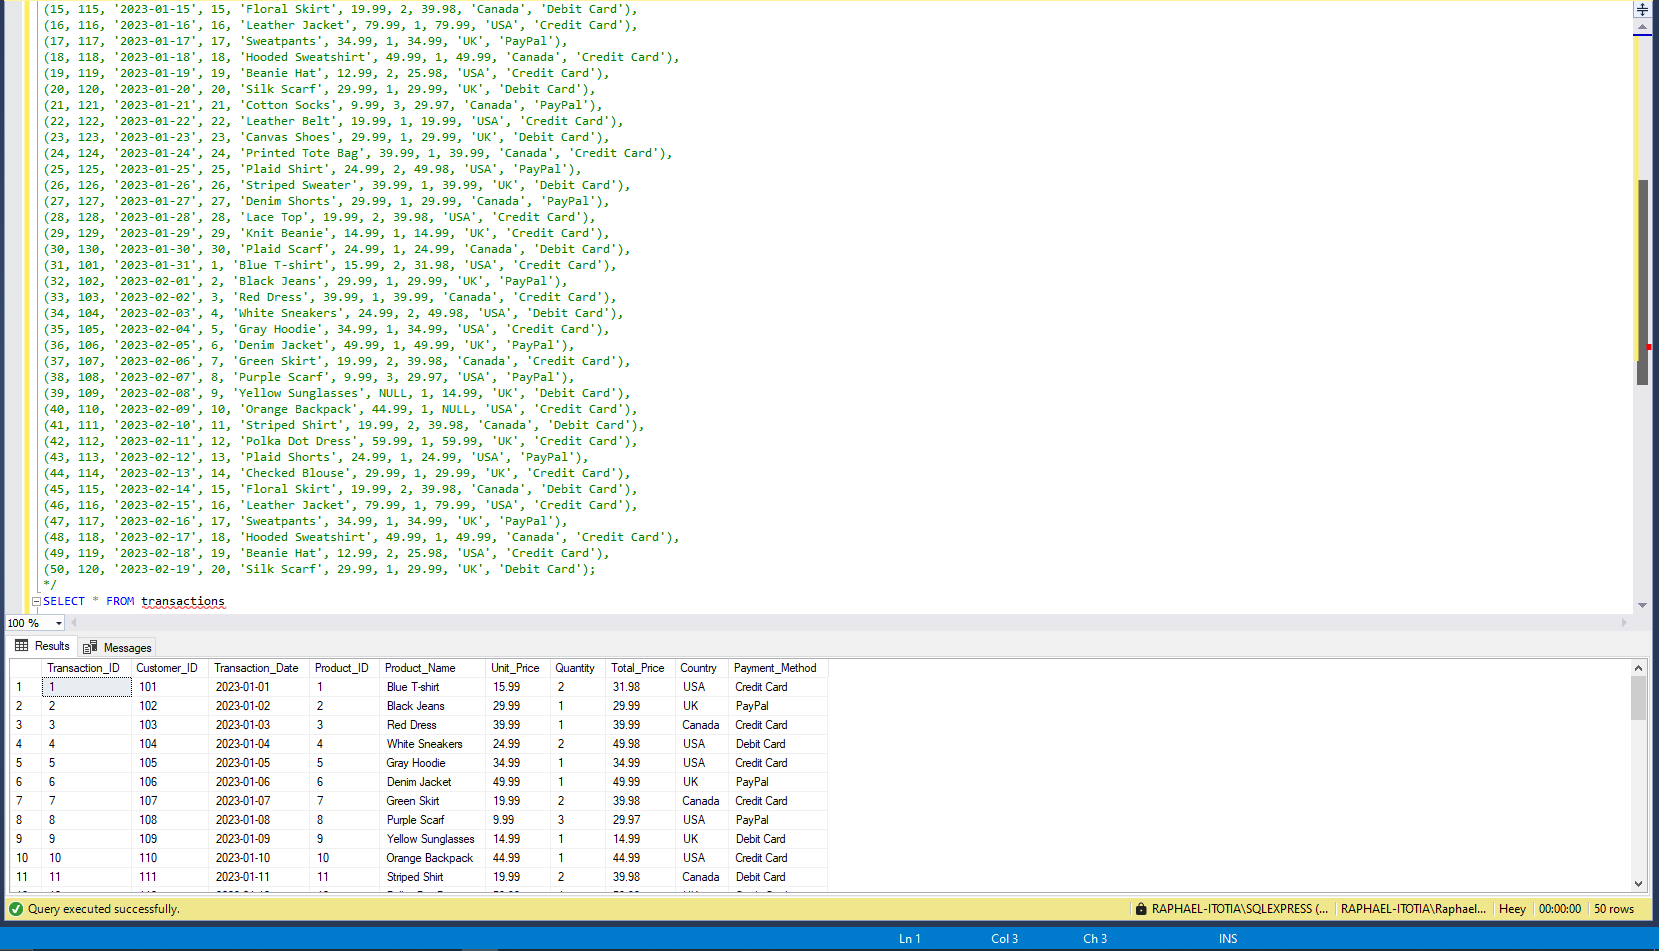 (15, 115, '2023-01-15', 15, 'Floral Skirt', 19.99, 2, 39.98, 'Canada', 'Debit Card'),
(16, 116, '2023-01-16', 16, 'Leather Jacket', 79.99, 1, 79.99, 'USA', 'Credit Card'),
(17, 117, '2023-01-17', 17, 'Sweatpants', 34.99, 1, 34.99, 'UK', 'PayPal'),
(18, 118, '2023-01-18', 18, 'Hooded Sweatshirt', 49.99, 1, 49.99, 'Canada', 'Credit Card'),
(19, 119, '2023-01-19', 19, 'Beanie Hat', 12.99, 2, 25.98, 'USA', 'Credit Card'),
(20, 120, '2023-01-20', 20, 'Silk Scarf', 29.99, 1, 29.99, 'UK', 'Debit Card'),
(21, 121, '2023-01-21', 21, 'Cotton Socks', 9.99, 3, 29.97, 'Canada', 'PayPal'),
(22, 122, '2023-01-22', 22, 'Leather Belt', 19.99, 1, 19.99, 'USA', 'Credit Card'),
(23, 123, '2023-01-23', 23, 'Canvas Shoes', 29.99, 1, 29.99, 'UK', 'Debit Card'),
(24, 124, '2023-01-24', 24, 'Printed Tote Bag', 39.99, 1, 39.99, 'Canada', 'Credit Card'),
(25, 125, '2023-01-25', 25, 'Plaid Shirt', 24.99, 2, 49.98, 'USA', 'PayPal'),
(26, 126, '2023-01-26', 26, 'Striped Sweater', 39.99, 1, 39.99, 'UK', 'Debit Card'),
(27, 127, '2023-01-27', 27, 'Denim Shorts', 29.99, 1, 29.99, 'Canada', 'PayPal'),
(28, 128, '2023-01-28', 28, 'Lace Top', 19.99, 2, 39.98, 'USA', 'Credit Card'),
(29, 129, '2023-01-29', 29, 'Knit Beanie', 14.99, 1, 14.99, 'UK', 'Credit Card'),
(30, 130, '2023-01-30', 30, 'Plaid Scarf', 24.99, 1, 24.99, 'Canada', 'Debit Card'),
(31, 101, '2023-01-31', 1, 'Blue T-shirt', 15.99, 2, 31.98, 'USA', 'Credit Card'),
(32, 102, '2023-02-01', 2, 'Black Jeans', 29.99, 1, 29.99, 'UK', 'PayPal'),
(33, 103, '2023-02-02', 3, 'Red Dress', 39.99, 1, 39.99, 'Canada', 'Credit Card'),
(34, 104, '2023-02-03', 4, 'White Sneakers', 24.99, 2, 49.98, 'USA', 'Debit Card'),
(35, 105, '2023-02-04', 5, 'Gray Hoodie', 34.99, 1, 34.99, 'USA', 'Credit Card'),
(36, 106, '2023-02-05', 6, 'Denim Jacket', 49.99, 1, 49.99, 'UK', 'PayPal'),
(37, 107, '2023-02-06', 7, 'Green Skirt', 19.99, 2, 39.98, 'Canada', 'Credit Card'),
(38, 108, '2023-02-07', 8, 'Purple Scarf', 9.99, 3, 29.97, 'USA', 'PayPal'),
(39, 109, '2023-02-08', 9, 'Yellow Sunglasses', NULL, 1, 14.99, 'UK', 'Debit Card'),
(40, 110, '2023-02-09', 10, 'Orange Backpack', 44.99, 1, NULL, 'USA', 'Credit Card'),
(41, 111, '2023-02-10', 11, 'Striped Shirt', 19.99, 2, 39.98, 'Canada', 'Debit Card'),
(42, 112, '2023-02-11', 12, 'Polka Dot Dress', 59.99, 1, 59.99, 'UK', 'Credit Card'),
(43, 113, '2023-02-12', 13, 'Plaid Shorts', 24.99, 1, 24.99, 'USA', 'PayPal'),
(44, 114, '2023-02-13', 14, 'Checked Blouse', 29.99, 1, 29.99, 'UK', 'Credit Card'),
(45, 115, '2023-02-14', 15, 'Floral Skirt', 19.99, 2, 39.98, 'Canada', 'Debit Card'),
(46, 116, '2023-02-15', 16, 'Leather Jacket', 79.99, 1, 79.99, 'USA', 'Credit Card'),
(47, 117, '2023-02-16', 17, 'Sweatpants', 34.99, 1, 34.99, 'UK', 'PayPal'),
(48, 118, '2023-02-17', 18, 'Hooded Sweatshirt', 49.99, 1, 49.99, 'Canada', 'Credit Card'),
(49, 119, '2023-02-18', 19, 'Beanie Hat', 12.99, 2, 25.98, 'USA', 'Credit Card'),
(50, 120, '2023-02-19', 20, 'Silk Scarf', 29.99, 1, 29.99, 'UK', 'Debit Card');
*/
SELECT * FROM transactions
100 %
Results Messages
Transaction_ID Customer_ID Transaction_Date Product_ID Product_Name Unit_Price Quantity Total_Price Country Payment_Method
1 1 101 2023-01-01 1 Blue T-shirt 15.99 2 31.98 USA Credit Card
2 2 102 2023-01-02 2 Black Jeans 29.99 1 29.99 UK PayPal
3 3 103 2023-01-03 3 Red Dress 39.99 1 39.99 Canada Credit Card
4 4 104 2023-01-04 4 White Sneakers 24.99 2 49.98 USA Debit Card
5 5 105 2023-01-05 5 Gray Hoodie 34.99 1 34.99 USA Credit Card
6 6 106 2023-01-06 6 Denim Jacket 49.99 1 49.99 UK PayPal
7 7 107 2023-01-07 7 Green Skirt 19.99 2 39.98 Canada Credit Card
8 8 108 2023-01-08 8 Purple Scarf 9.99 3 29.97 USA PayPal
9 9 109 2023-01-09 9 Yellow Sunglasses 14.99 1 14.99 UK Debit Card
10 10 110 2023-01-10 10 Orange Backpack 44.99 1 44.99 USA Credit Card
11 11 111 2023-01-11 11 Striped Shirt 19.99 2 39.98 Canada Debit Card
Query executed successfully. RAPHAEL-ITOTIA\SQLEXPRESS (... RAPHAEL-ITOTIA\Raphael... Heey 00:00:00 50 rows
Ln 1 Col 3 Ch 3 INS